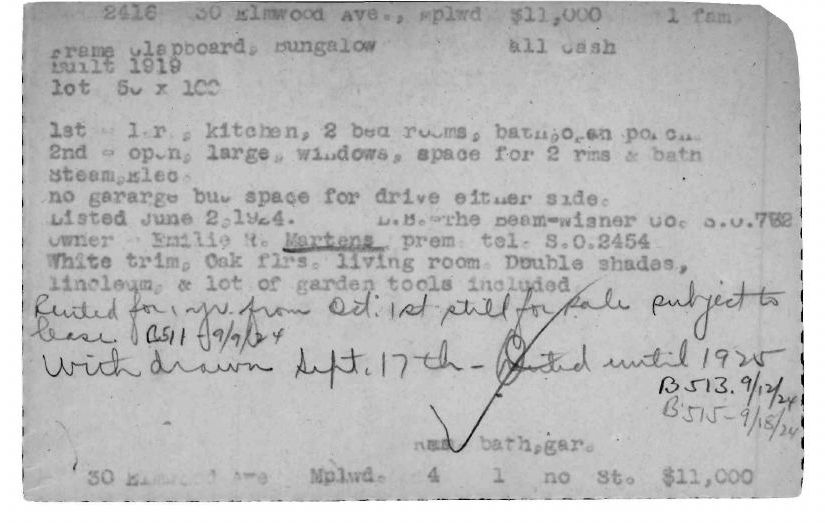 2416 30 Elmwood Ave., Mplwd $11,000 1 fam
Frame Clapboard, Bungalow all cash
Built 1919
lot 50 x 100
1st - l.r., kitchen, 2 bed rooms, bath, open porch
2nd - open, large, windows, space for 2 rms & bath
Steam, Elec.
no gararge but space for drive either side.
Listed June 2, 1924. The Beam-Wisner Co. S.O.782
Owner - Emilie R. Martens prem tel. S.O.2454
White trim, Oak flrs. living room. Double shades,
linoleum, & lot of garden tools included
Rented for 1 yr. from Oct. 1st still for sale subject to
lease. B511 - 9/9/24
With drawn Sept. 17th - Rented until 1925
B513. 9/12/24
B515 - 9/18/24
bath, gar.
30 Elmwood Ave Mplwd. 4 1 no St. $11,000